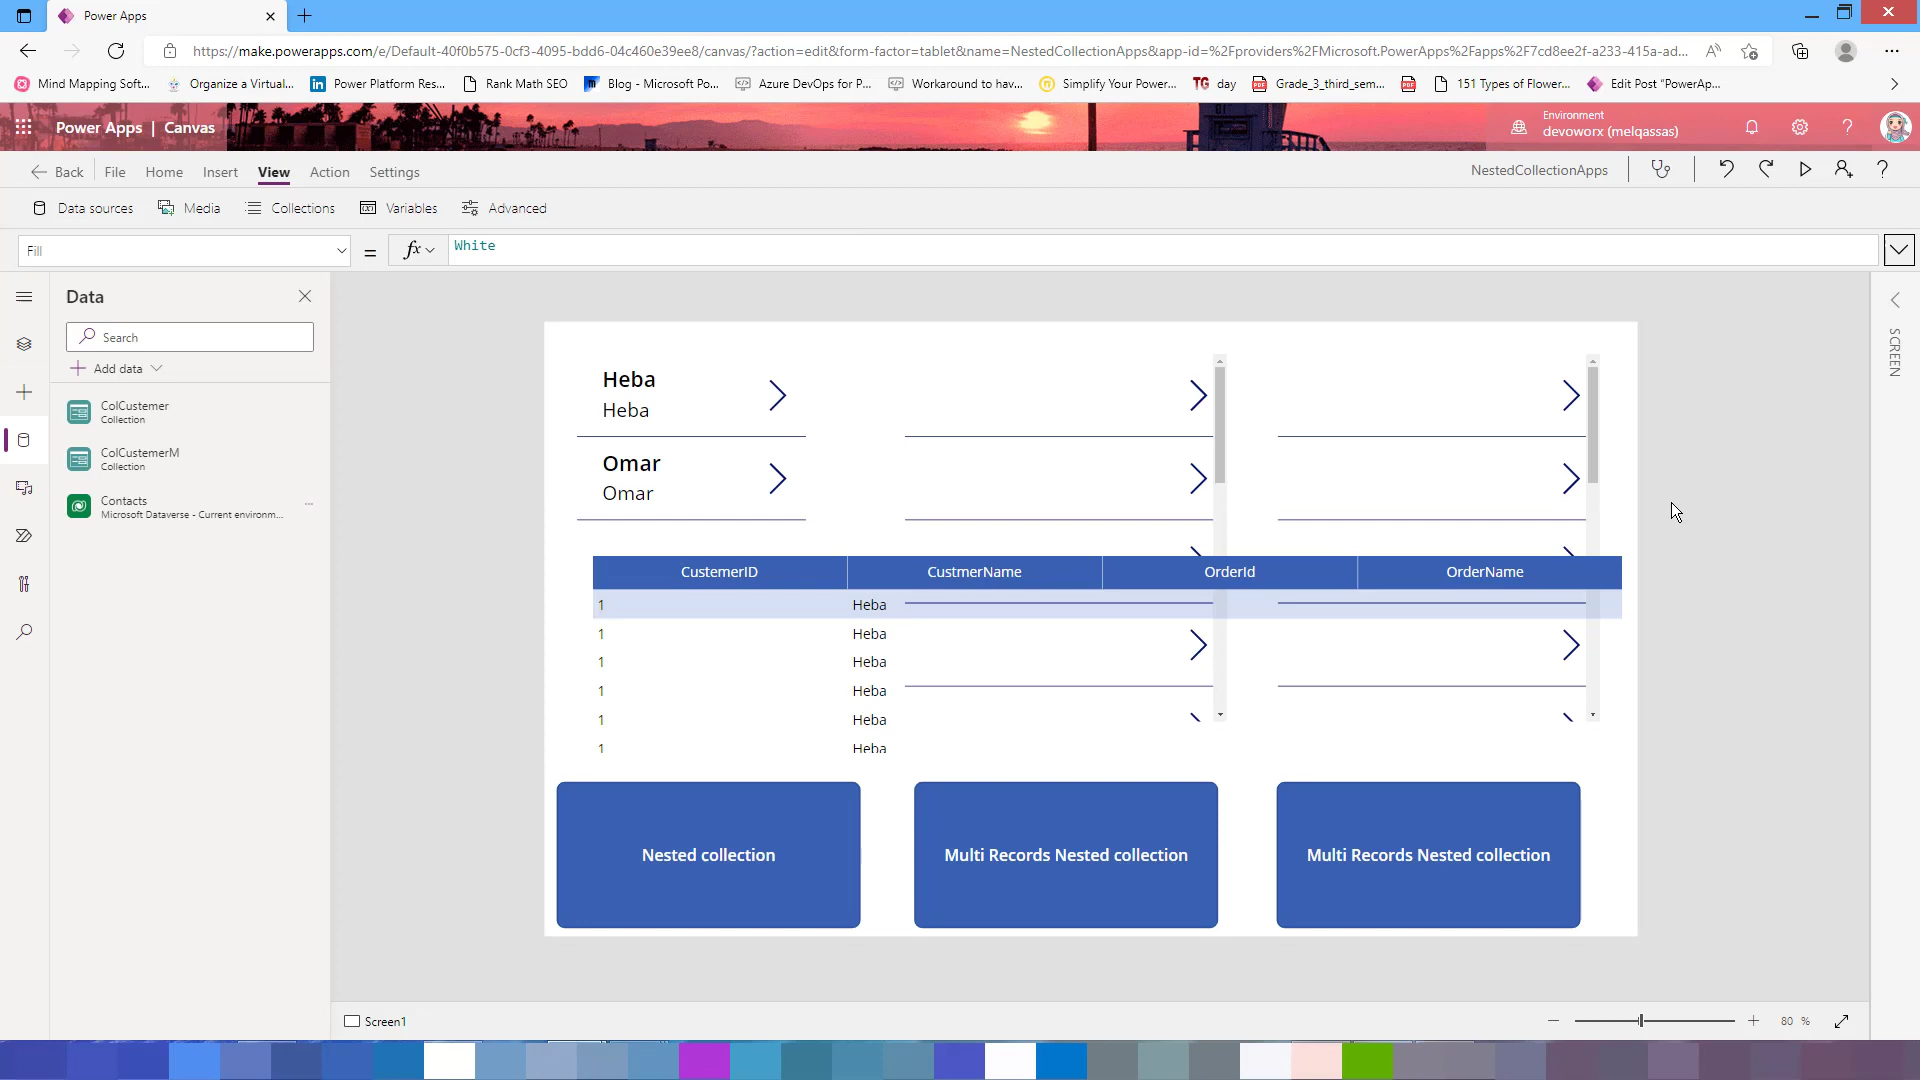 Power Apps
https://make.powerapps.com/e/Default-40f0b575-0cf3-4095-bdd6-04c460e39ee8/canvas/?action=edit&form-factor=tablet&name=NestedCollectionApps&app-id=%2Fproviders%2FMicrosoft.PowerApps%2Fapps%2F7cd8ee2f-a233-415a-ad...
Mind Mapping Soft... Organize a Virtual... Power Platform Res... Rank Math SEO Blog - Microsoft Po... Azure DevOps for P... Workaround to hav... Simplify Your Power... TG day Grade_3_third_sem... 151 Types of Flower... Edit Post "PowerAp...
Power Apps | Canvas
Environment
devoworx (melqassas)
Back File Home Insert View Action Settings NestedCollectionApps
Data sources Media Collections Variables Advanced
Fill = fx White
Data
Search
Add data
ColCustemer
Collection
ColCustemerM
Collection
Contacts
Microsoft Dataverse - Current environm...
SCREEN
Heba
Heba
Omar
Omar
CustemerID CustmerName OrderId OrderName
1 Heba
1 Heba
1 Heba
1 Heba
1 Heba
1 Heba
Nested collection Multi Records Nested collection Multi Records Nested collection
Screen1 80 %